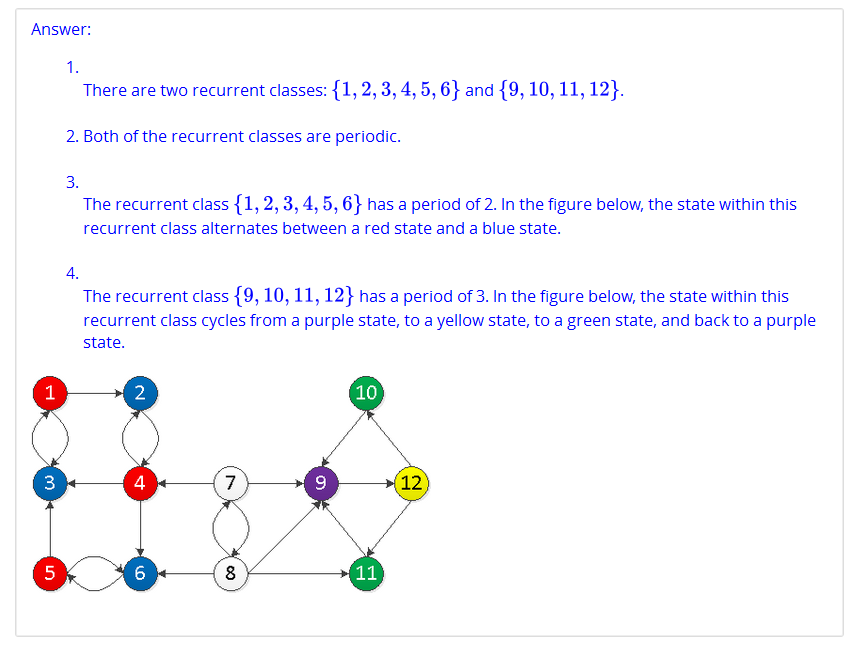 Answer:
1.
There are two recurrent classes: {1, 2, 3, 4, 5, 6} and {9, 10, 11, 12}.
2. Both of the recurrent classes are periodic.
3.
The recurrent class {1, 2, 3, 4, 5, 6} has a period of 2. In the figure below, the state within this
recurrent class alternates between a red state and a blue state.
4.
The recurrent class {9, 10, 11, 12} has a period of 3. In the figure below, the state within this
recurrent class cycles from a purple state, to a yellow state, to a green state, and back to a purple
state.
1 2 10
3 4 7 9 12
5 6 8 11